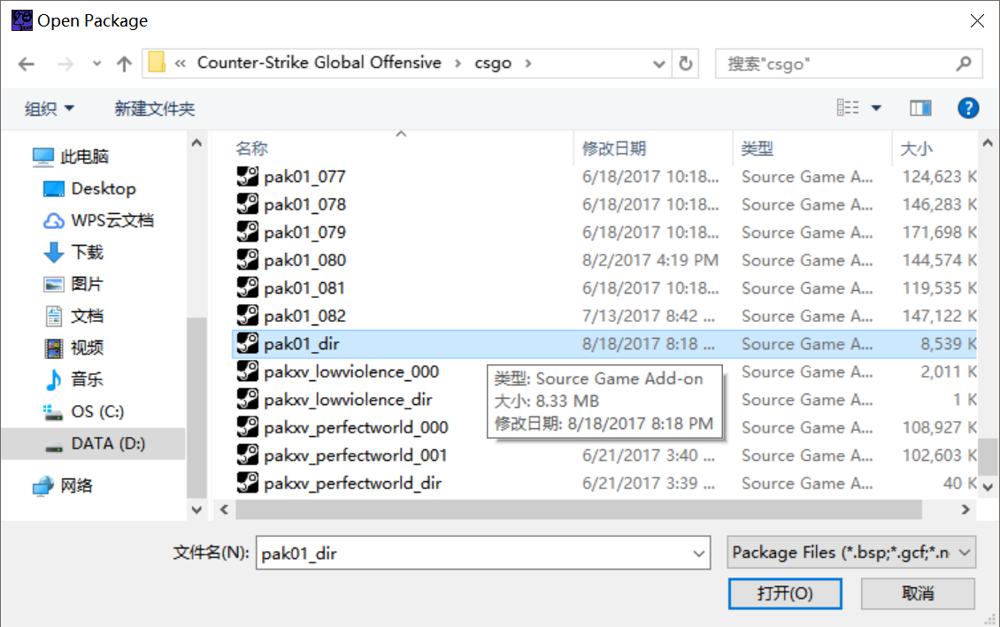 Open Package
« Counter-Strike Global Offensive › csgo ›
搜索"csgo"
组织
新建文件夹
?
此电脑
Desktop
WPS云文档
下载
图片
文档
视频
音乐
OS (C:)
DATA (D:)
网络
名称 修改日期 类型 大小
pak01_077 6/18/2017 10:18... Source Game A... 124,623 K
pak01_078 6/18/2017 10:18... Source Game A... 146,283 K
pak01_079 6/18/2017 10:18... Source Game A... 171,698 K
pak01_080 8/2/2017 4:19 PM Source Game A... 144,574 K
pak01_081 6/18/2017 10:18... Source Game A... 119,535 K
pak01_082 7/13/2017 8:42 ... Source Game A... 147,122 K
pak01_dir 8/18/2017 8:18 ... Source Game A... 8,539 K
pakxv_lowviolence_000 Source Game A... 2,011 K
pakxv_lowviolence_dir Source Game A... 1 K
pakxv_perfectworld_000 Source Game A... 108,927 K
pakxv_perfectworld_001 6/21/2017 3:40 ... Source Game A... 102,603 K
pakxv_perfectworld_dir 6/21/2017 3:39 ... Source Game A... 40 K
类型: Source Game Add-on
大小: 8.33 MB
修改日期: 8/18/2017 8:18 PM
文件名(N): pak01_dir
Package Files (*.bsp;*.gcf;*.n
打开(O)
取消